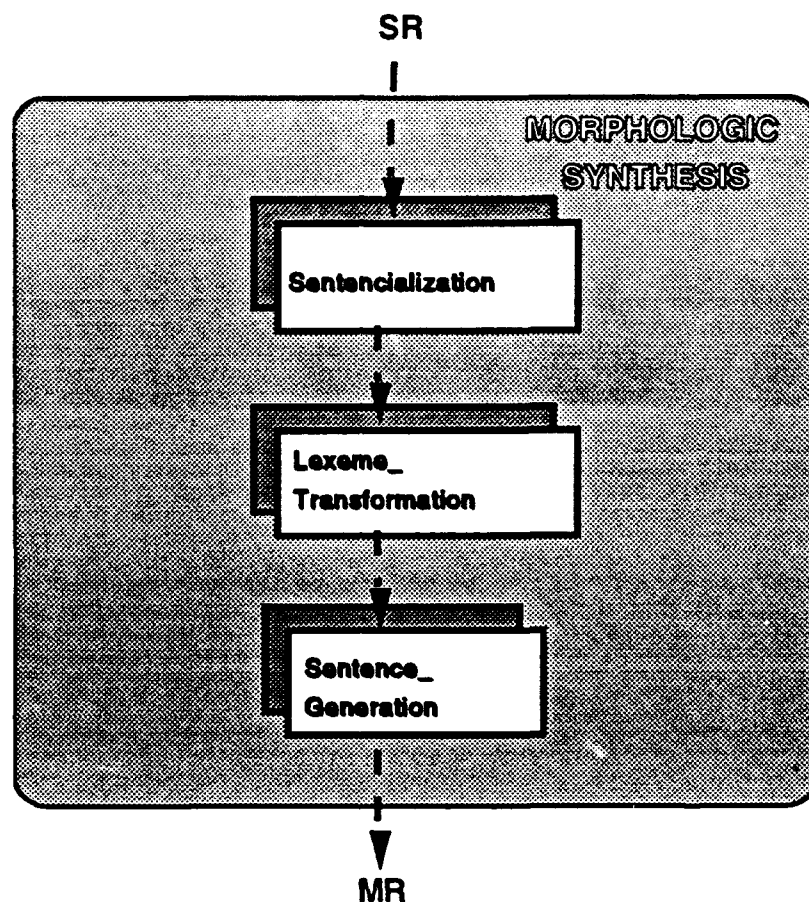 SR
MORPHOLOGIC
SYNTHESIS
Sentencialization
Lexeme_
Transformation
Sentence_
Generation
MR